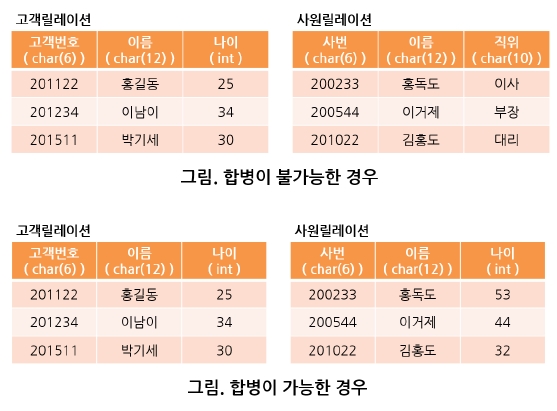 고객릴레이션
고객번호 이름 나이
( char(6) ) ( char(12) ) ( int )
201122 홍길동 25
201234 이남이 34
201511 박기세 30
사원릴레이션
사번 이름 직위
( char(6) ) ( char(12) ) ( char(10) )
200233 홍독도 이사
200544 이거제 부장
201022 김홍도 대리
그림. 합병이 불가능한 경우
고객릴레이션
고객번호 이름 나이
( char(6) ) ( char(12) ) ( int )
201122 홍길동 25
201234 이남이 34
201511 박기세 30
사원릴레이션
사번 이름 나이
( char(6) ) ( char(12) ) ( int )
200233 홍독도 53
200544 이거제 44
201022 김홍도 32
그림. 합병이 가능한 경우